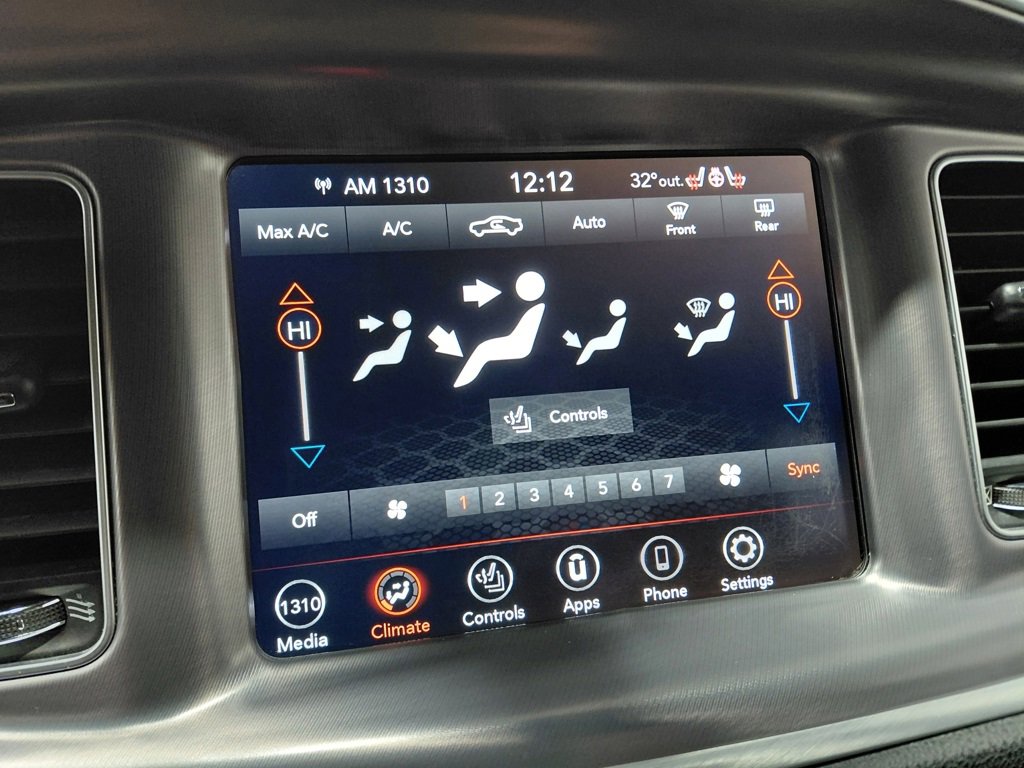 AM 1310 12:12 32° out.
Max A/C A/C Auto Front Rear
HI HI
Controls
Off 1 2 3 4 5 6 7 Sync
1310
Media Climate Controls Apps Phone Settings